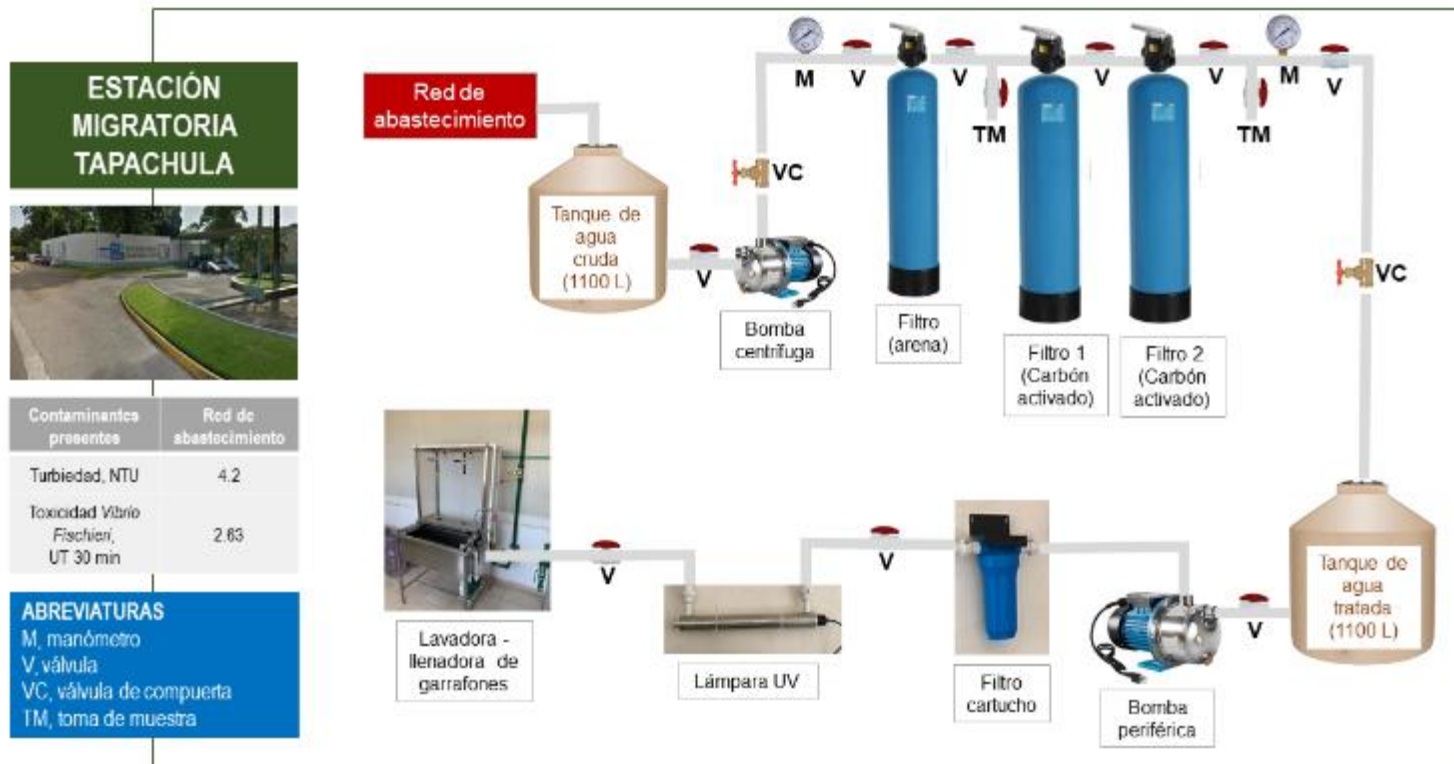 ESTACIÓN
MIGRATORIA
TAPACHULA
Contaminantes
presentes
Red de
abastecimiento
Turbiedad, NTU
4.2
Toxicidad Vibrio
Fischieri,
UT 30 min
2.63
ABREVIATURAS
M, manómetro
V, válvula
VC, válvula de compuerta
TM, toma de muestra
Red de
abastecimiento
Tanque de
agua
cruda
(1100 L)
V
Bomba
centrífuga
VC
M
V
V
TM
V
V
TM
M
V
Filtro
(arena)
Filtro 1
(Carbón
activado)
Filtro 2
(Carbón
activado)
VC
Tanque de
agua
tratada
(1100 L)
V
Bomba
periférica
Filtro
cartucho
V
Lámpara UV
V
Lavadora -
llenadora de
garrafones